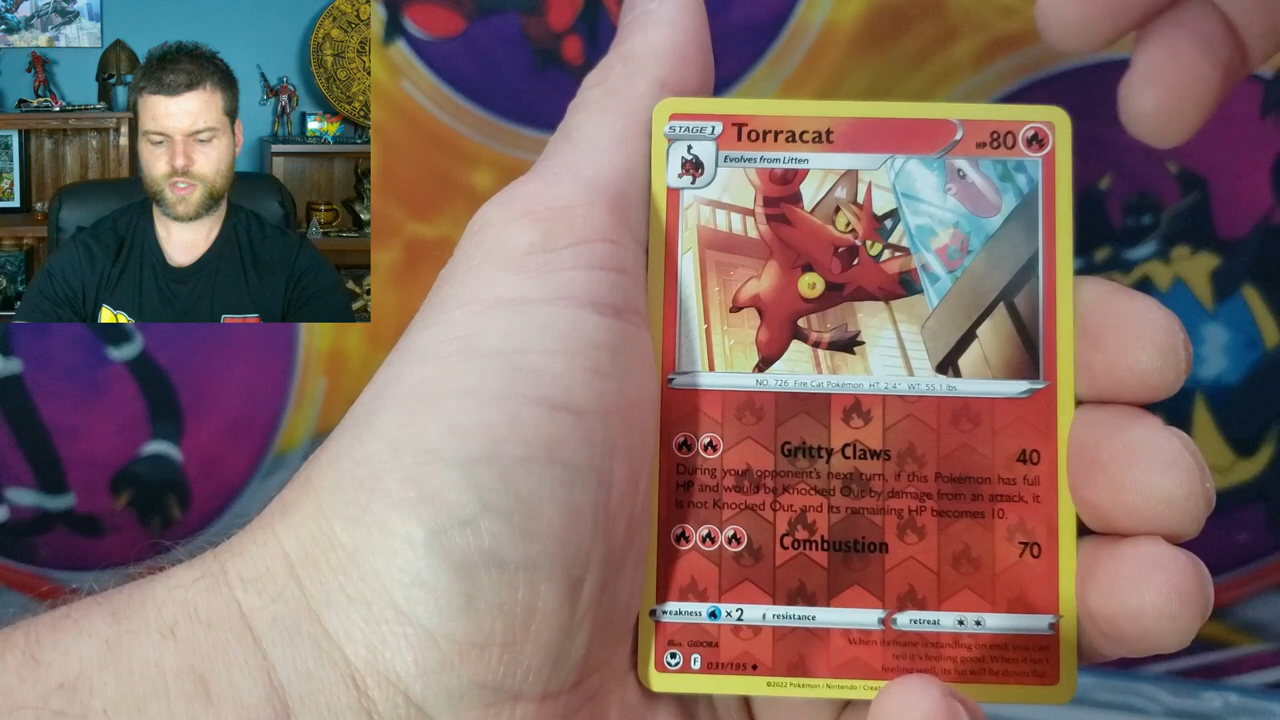 STAGE 1
Torracat
HP 80
Evolves from Litten
NO. 726 Fire Cat Pokémon HT: 2'4" WT: 55.1 lbs.
Gritty Claws 40
During your opponent's next turn, if this Pokémon has full
HP and would be Knocked Out by damage from an attack, it
is not Knocked Out, and its remaining HP becomes 10.
Combustion 70
weakness ×2 resistance retreat
Illus. GIDORA
When its mane is standing on end, you can
tell it's feeling good. When it isn't
feeling well, its fur will be down flat.
F 031/195
©2022 Pokémon / Nintendo /